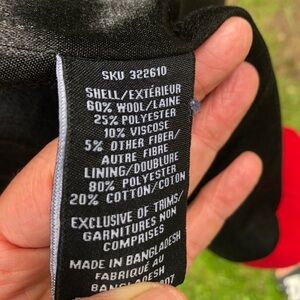 SKU 322610
SHELL/EXTÉRIEUR
60% WOOL/LAINE
25% POLYESTER
10% VISCOSE
5% OTHER FIBER/
AUTRE FIBRE
LINING/DOUBLURE
80% POLYESTER
20% COTTON/COTON
EXCLUSIVE OF TRIMS/
GARNITURES NON
COMPRISES
MADE IN BANGLADESH
FABRIQUÉ AU
BANGLADESH